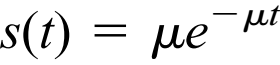 s(t) = μe^{−μt}